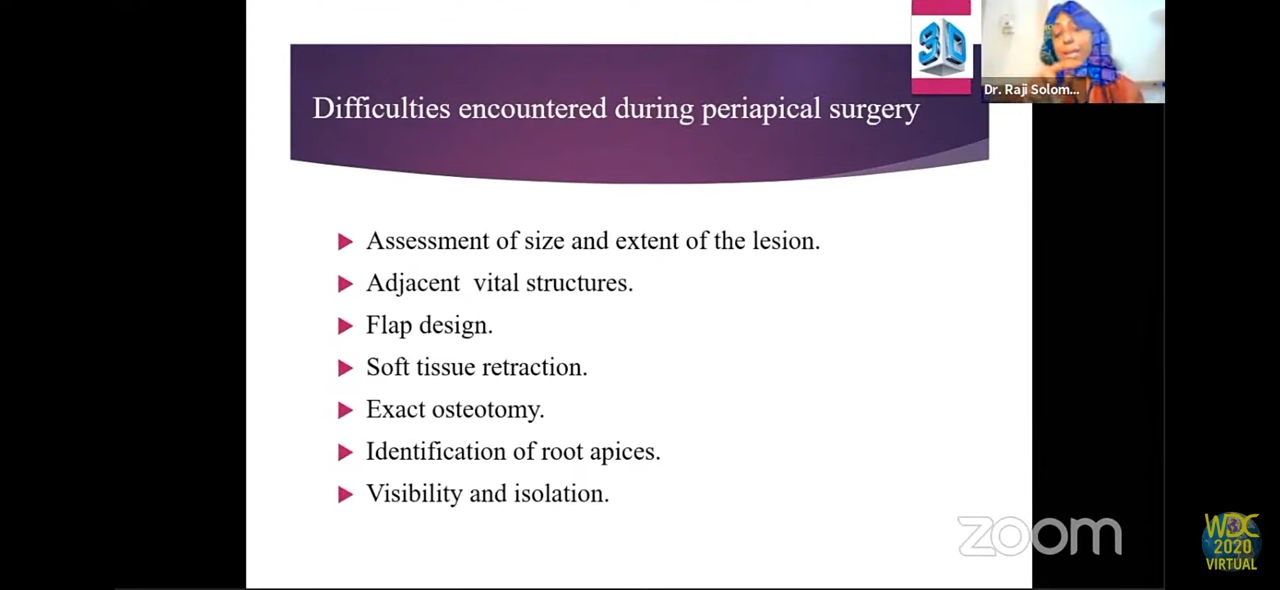 3D
Dr. Raji Solom...
Difficulties encountered during periapical surgery
Assessment of size and extent of the lesion.
Adjacent vital structures.
Flap design.
Soft tissue retraction.
Exact osteotomy.
Identification of root apices.
Visibility and isolation.
zoom
WDC
2020
VIRTUAL